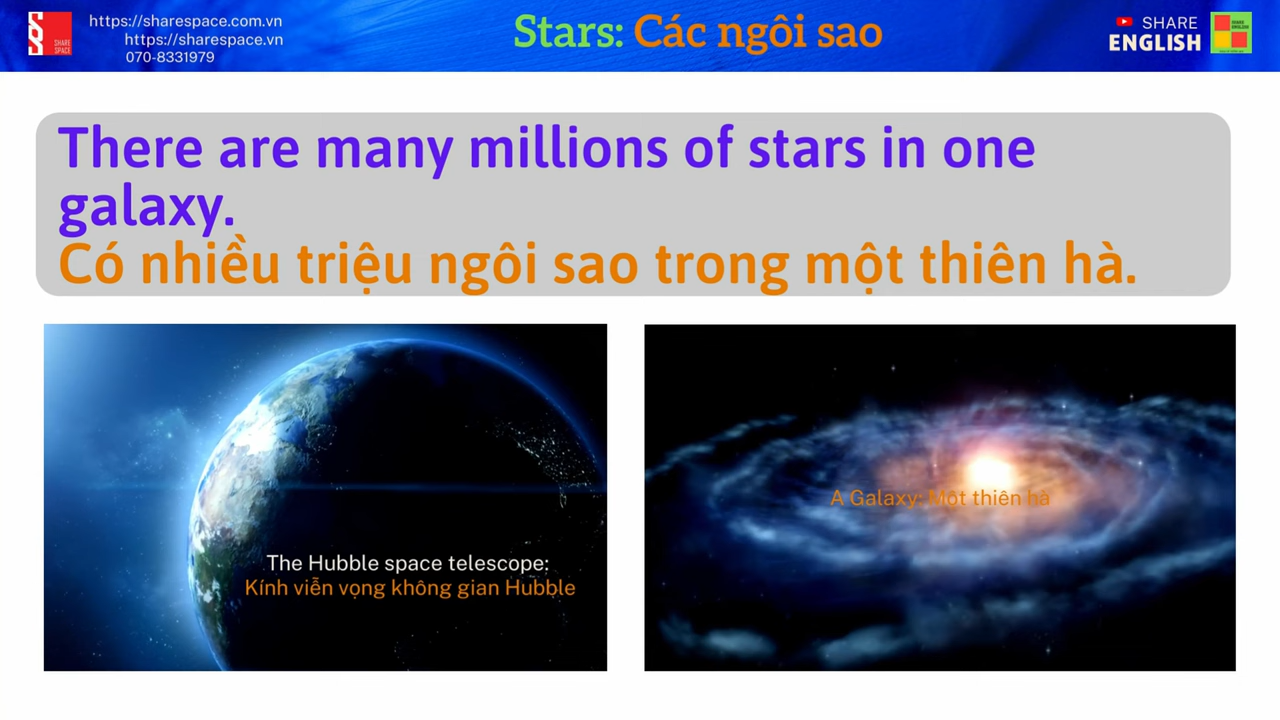 https://sharespace.com.vn
https://sharespace.vn
070-8331979
SHARE
SPACE
Stars: Các ngôi sao
SHARE
ENGLISH
There are many millions of stars in one
galaxy.
Có nhiều triệu ngôi sao trong một thiên hà.
The Hubble space telescope:
Kính viễn vọng không gian Hubble
A Galaxy: Một thiên hà